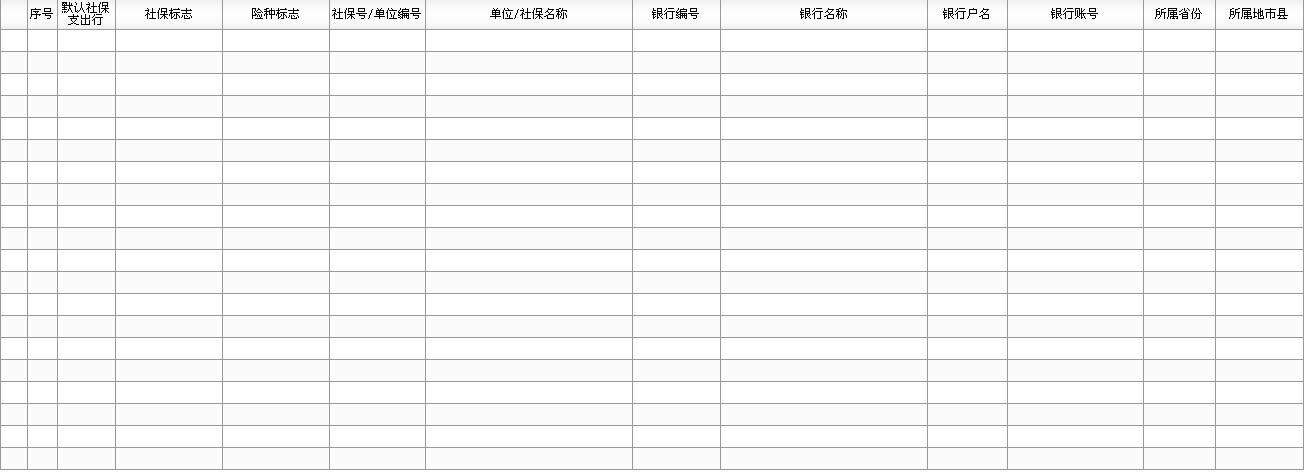 序号
默认社保
支出行
社保标志
险种标志
社保号/单位编号
单位/社保名称
银行编号
银行名称
银行户名
银行账号
所属省份
所属地市县